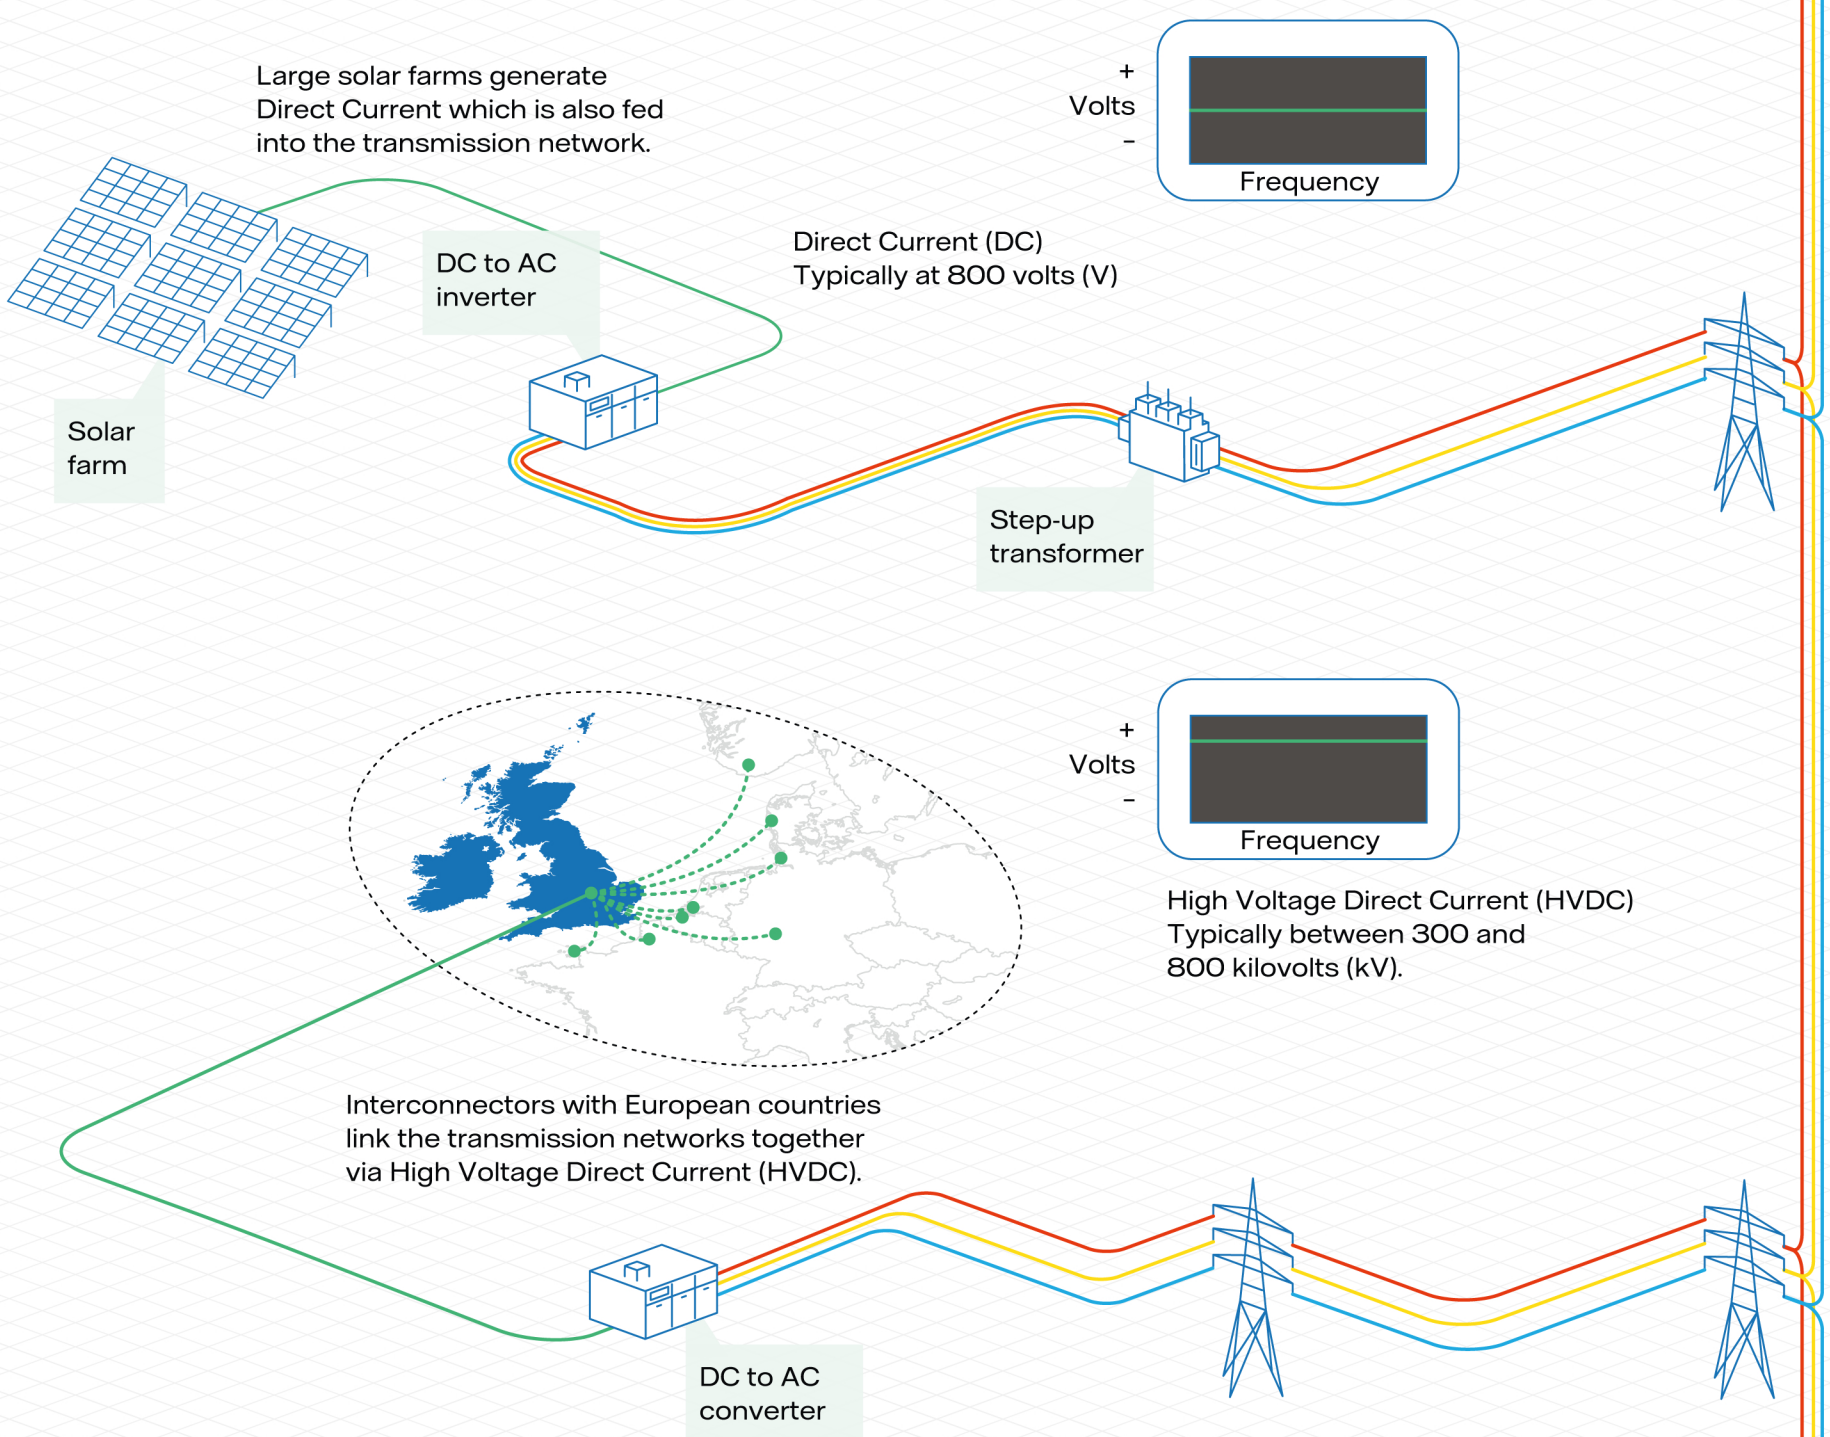 Large solar farms generate
Direct Current which is also fed
into the transmission network.
+
Volts
–
Frequency
DC to AC
inverter
Direct Current (DC)
Typically at 800 volts (V)
Solar
farm
Step-up
transformer
+
Volts
–
Frequency
High Voltage Direct Current (HVDC)
Typically between 300 and
800 kilovolts (kV).
Interconnectors with European countries
link the transmission networks together
via High Voltage Direct Current (HVDC).
DC to AC
converter